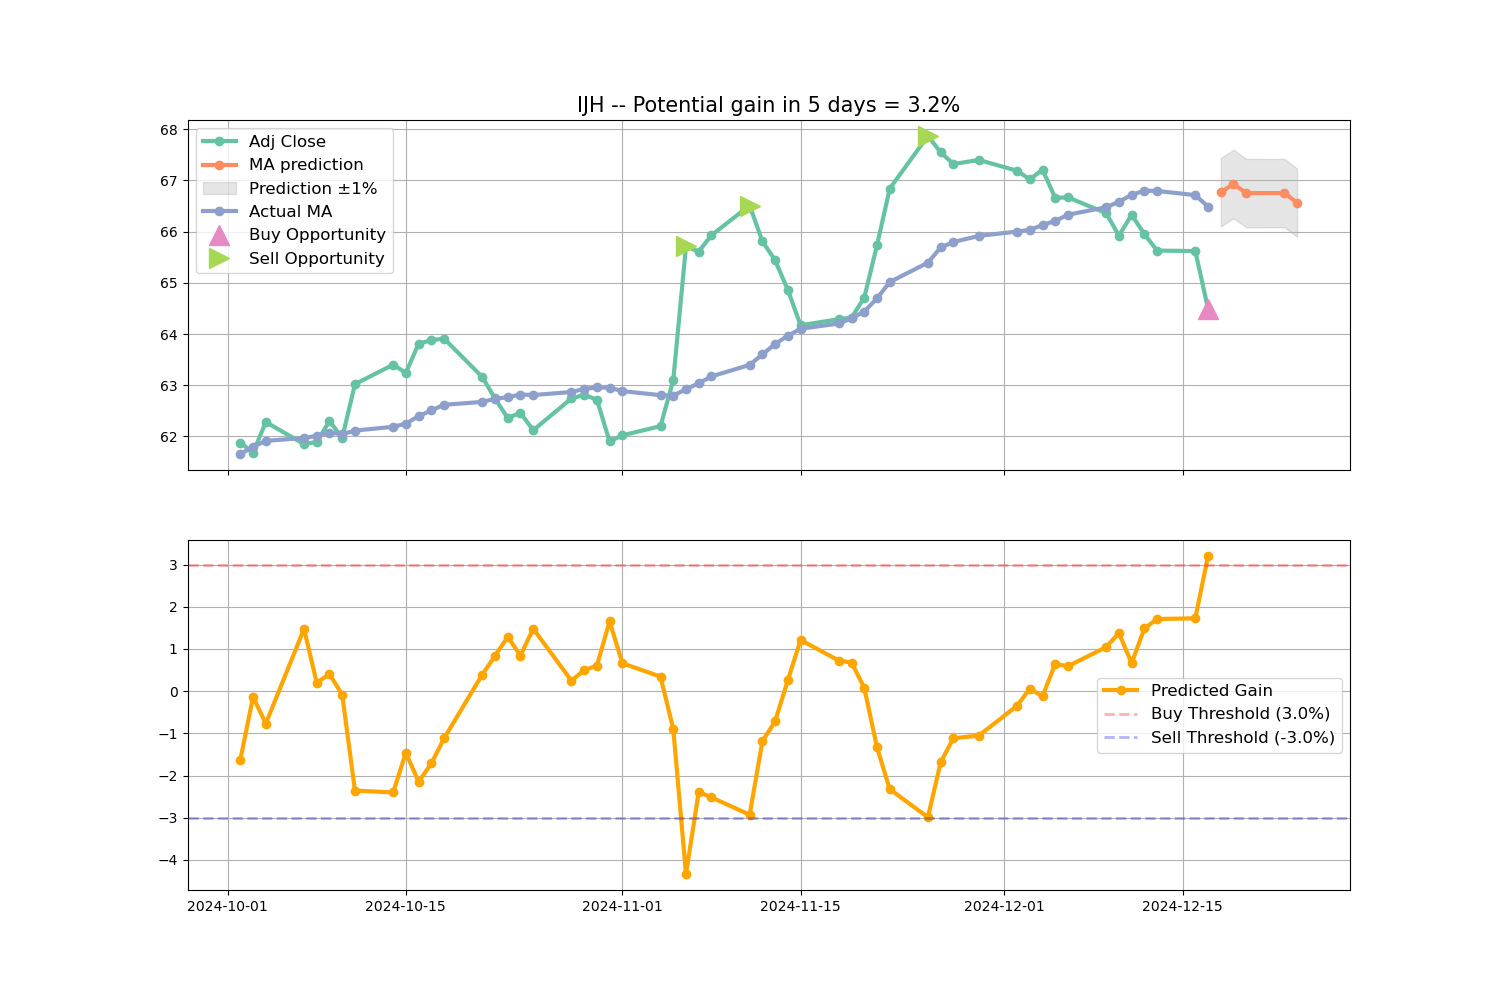 IJH -- Potential gain in 5 days = 3.2%
68
67
66
65
64
63
62
Adj Close
MA prediction
Prediction ±1%
Actual MA
Buy Opportunity
Sell Opportunity
3
2
1
0
−1
−2
−3
−4
Predicted Gain
Buy Threshold (3.0%)
Sell Threshold (-3.0%)
2024-10-01 2024-10-15 2024-11-01 2024-11-15 2024-12-01 2024-12-15